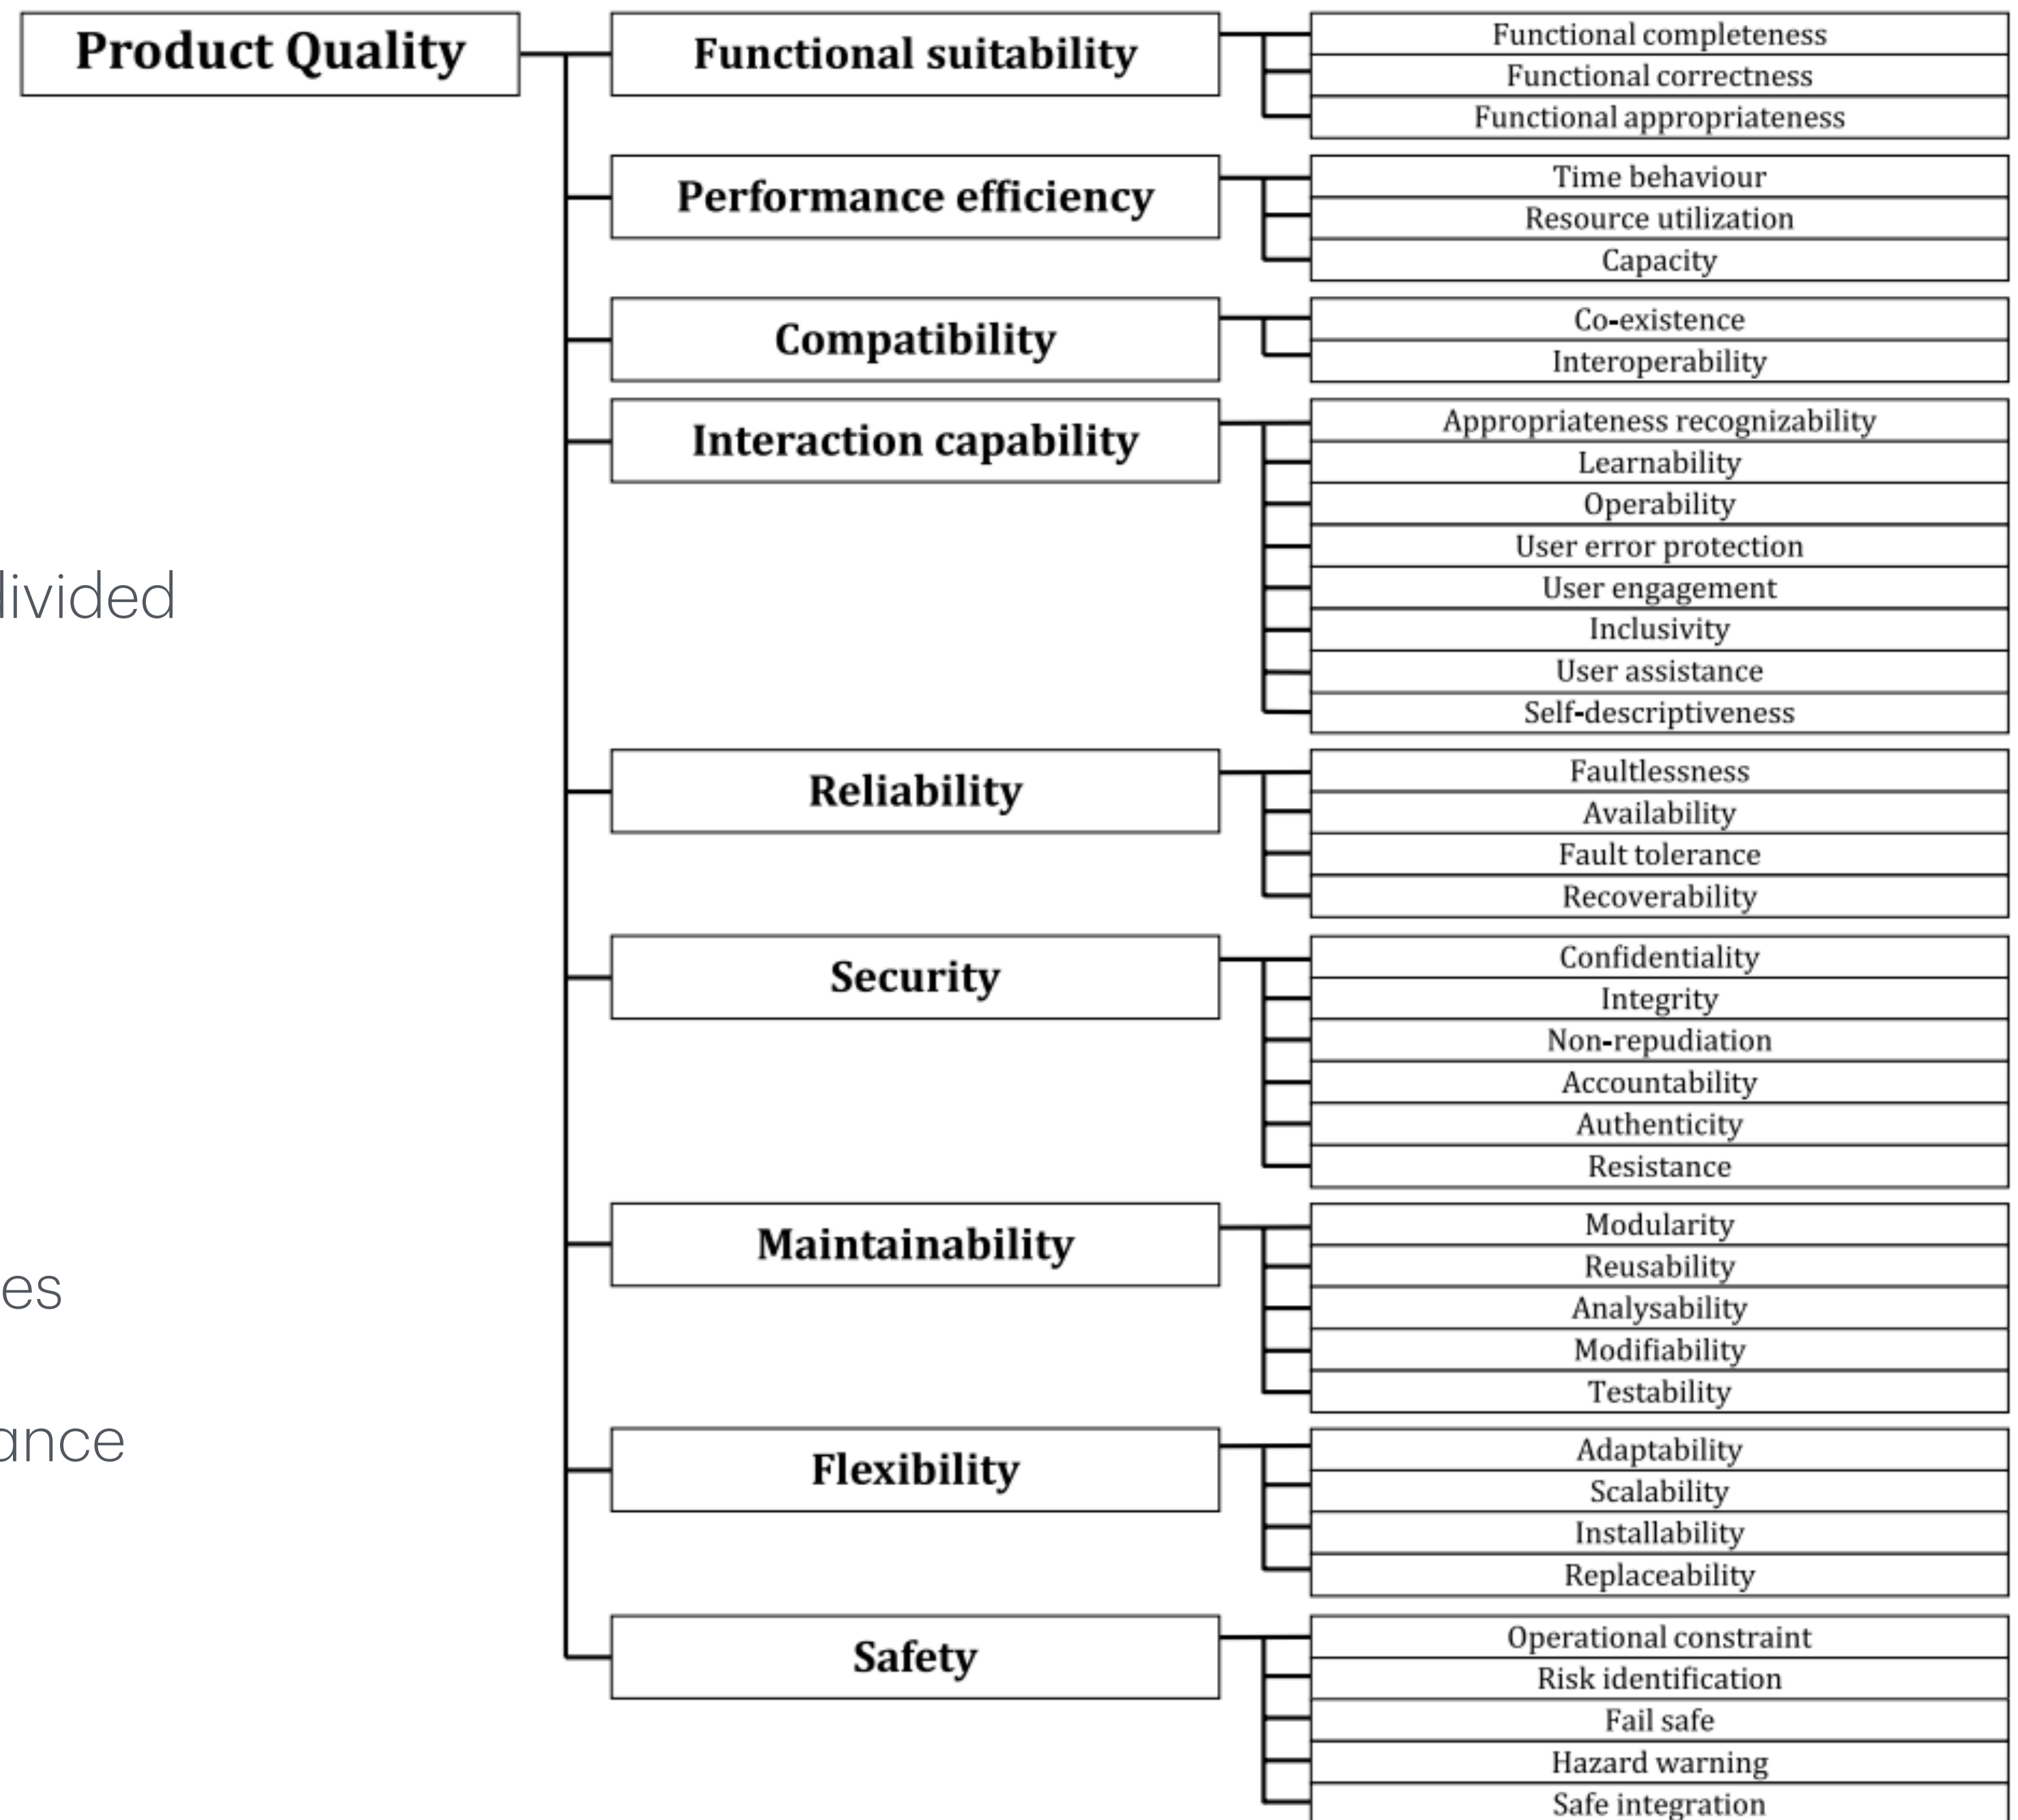 Product Quality
Functional suitability
Functional completeness
Functional correctness
Functional appropriateness
Performance efficiency
Time behaviour
Resource utilization
Capacity
Compatibility
Co-existence
Interoperability
Interaction capability
Appropriateness recognizability
Learnability
Operability
User error protection
User engagement
Inclusivity
User assistance
Self-descriptiveness
Reliability
Faultlessness
Availability
Fault tolerance
Recoverability
Security
Confidentiality
Integrity
Non-repudiation
Accountability
Authenticity
Resistance
Maintainability
Modularity
Reusability
Analysability
Modifiability
Testability
Flexibility
Adaptability
Scalability
Installability
Replaceability
Safety
Operational constraint
Risk identification
Fail safe
Hazard warning
Safe integration
divided
es
ance